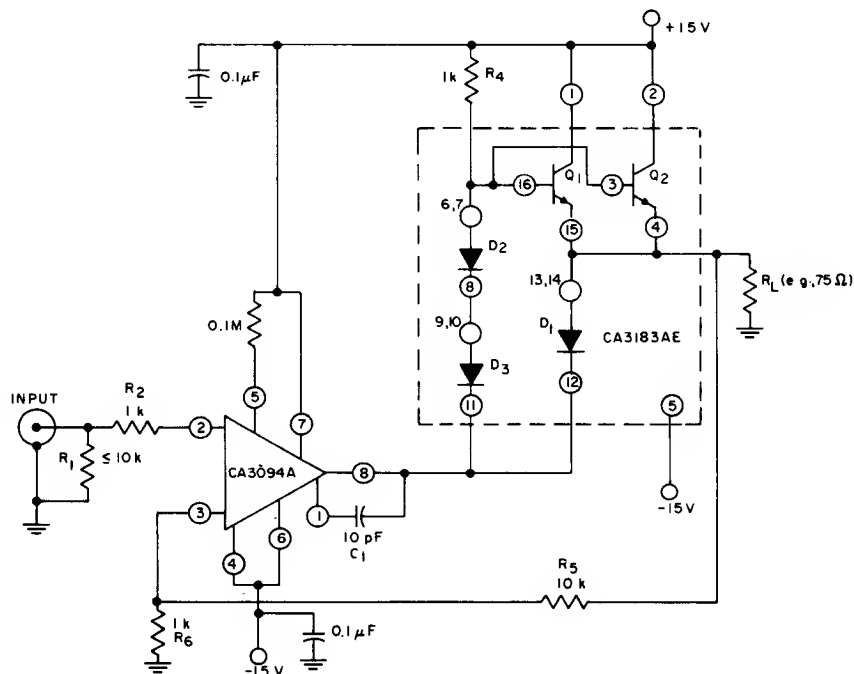 +15V
0.1µF
1k R4
1
2
16
Q1
3
Q2
6,7
15
4
D2
8
13,14
RL (e g.,75 Ω)
0.1M
9,10
D1
CA3183AE
D3
12
5
11
5
R2
1k
INPUT
2
7
R1 ≤10k
CA3094A
8
-15V
3
1
10 pF
C1
4
6
R5
10k
1k
R6
0.1µF
-15V